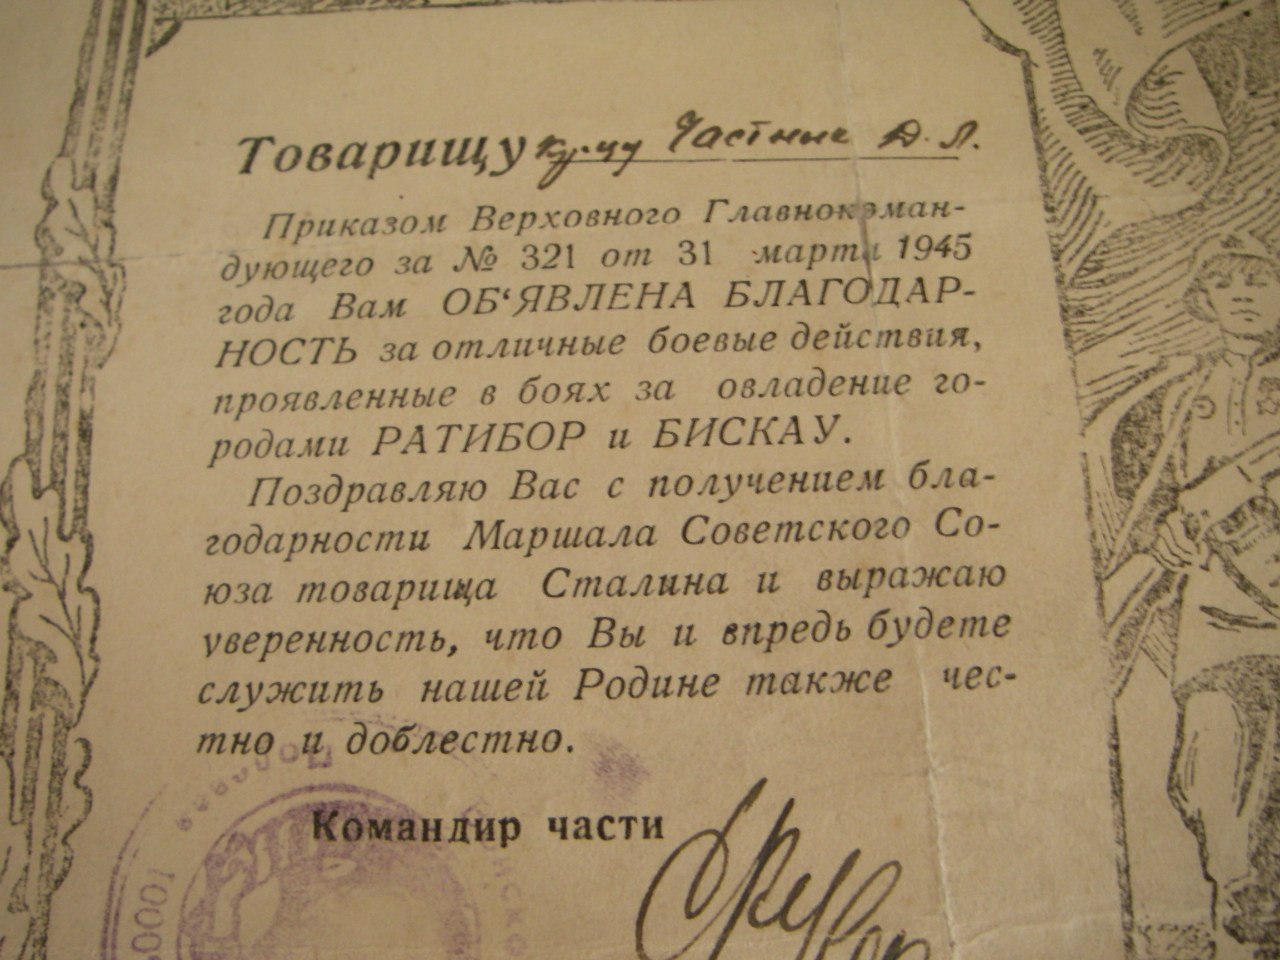 Товарищу Частник Д. Л.
Приказом Верховного Главнокоман-
дующего за № 321 от 31 марта 1945
года Вам ОБ‘ЯВЛЕНА БЛАГОДАР-
НОСТЬ за отличные боевые действия,
проявленные в боях за овладение го-
родами РАТИБОР и БИСКАУ.
Поздравляю Вас с получением бла-
годарности Маршала Советского Со-
юза товарища Сталина и выражаю
уверенность, что Вы и впредь будете
служить нашей Родине также чес-
тно и доблестно.
Командир части